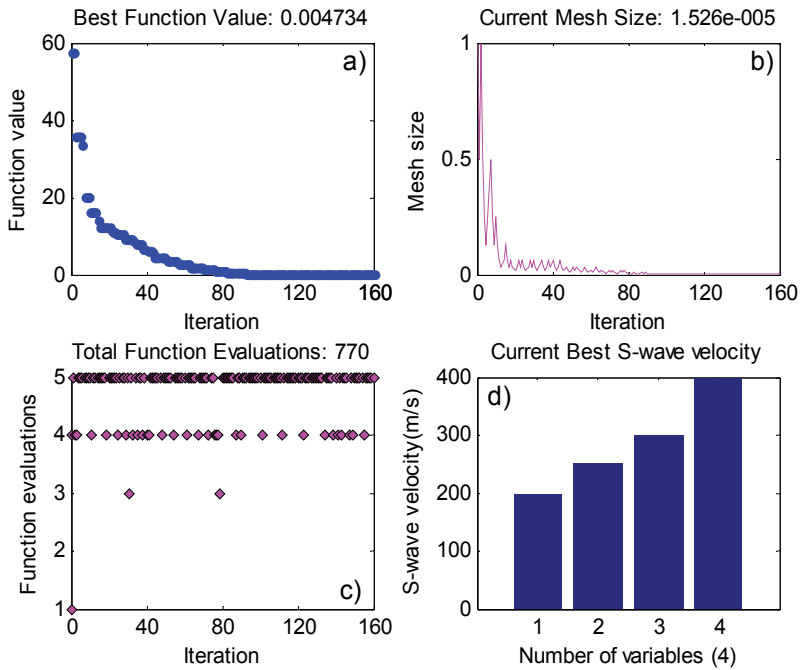 Best Function Value: 0.004734
a)
60
40
20
0
Function value
0
40
80
120
160
Iteration
Current Mesh Size: 1.526e-005
b)
1
0.5
0
Mesh size
0
40
80
120
160
Iteration
Total Function Evaluations: 770
c)
5
4
3
2
1
Function evaluations
0
40
80
120
160
Iteration
Current Best S-wave velocity
d)
400
300
200
100
0
S-wave velocity(m/s)
1
2
3
4
Number of variables (4)